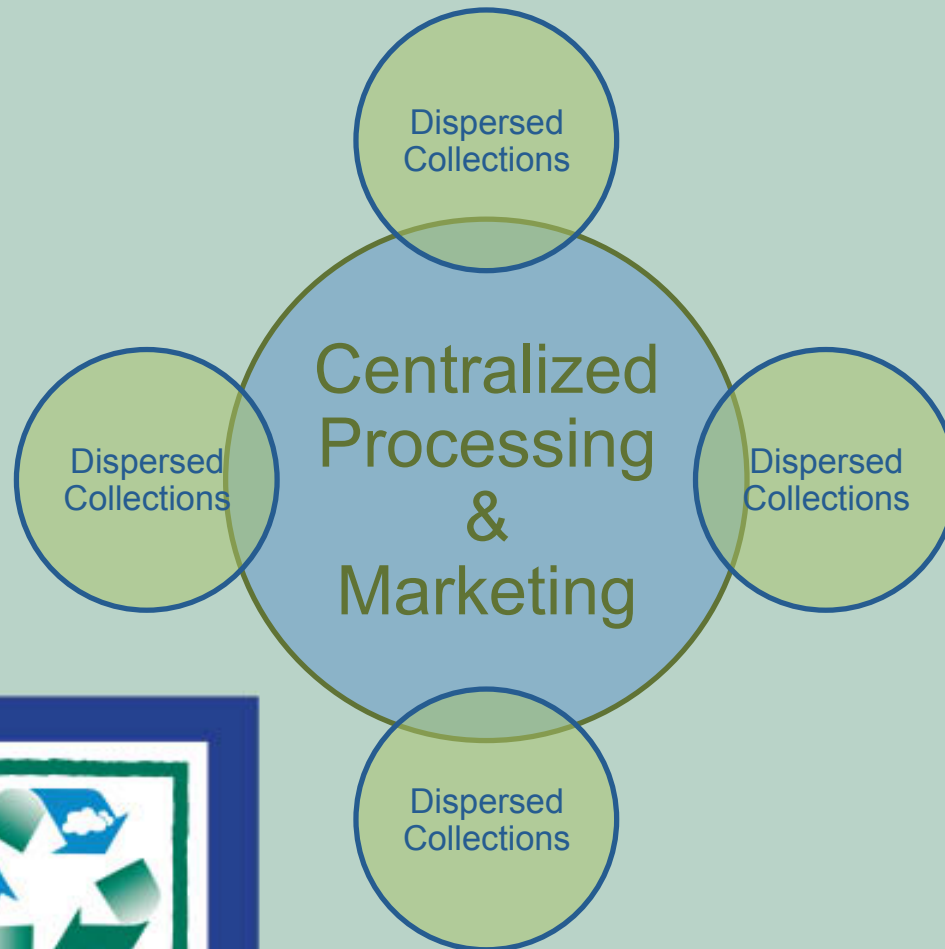 Dispersed
Collections
Centralized
Processing
&
Marketing
Dispersed
Collections
Dispersed
Collections
Dispersed
Collections